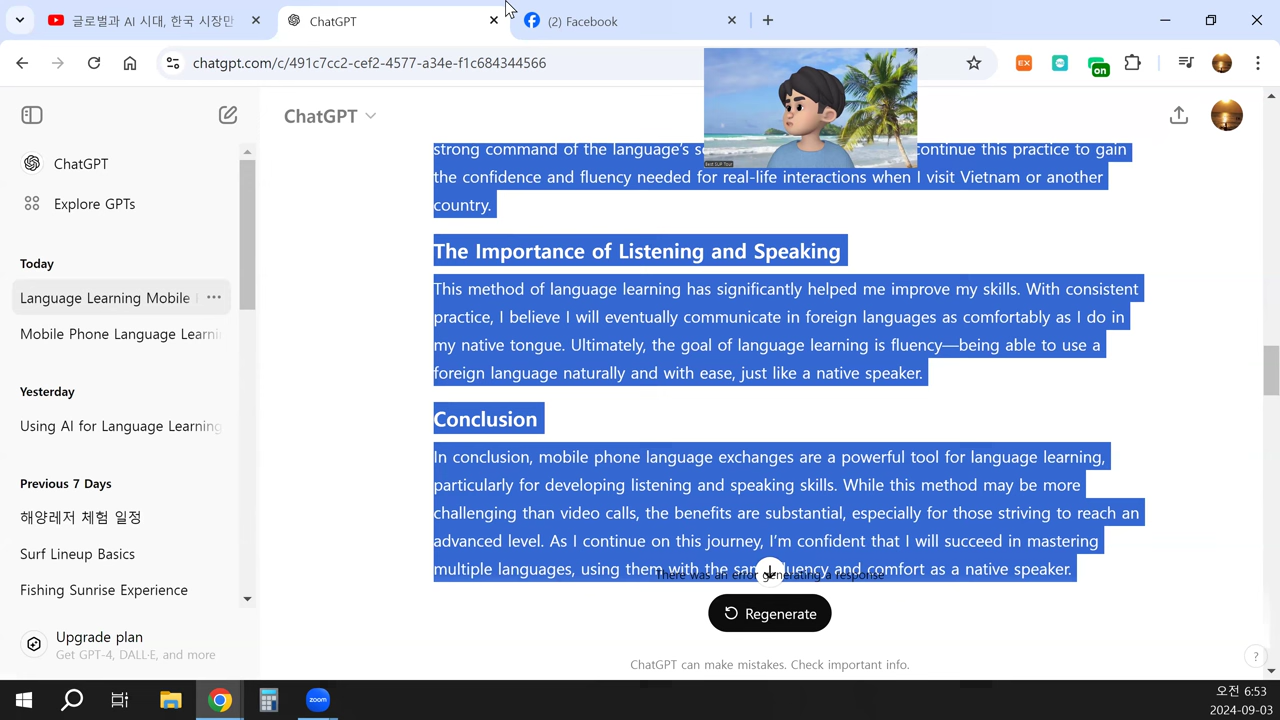 글로벌과 AI 시대, 한국 시장만
ChatGPT
(2) Facebook
chatgpt.com/c/491c7cc2-cef2-4577-a34e-f1c684344566
EX
on
ChatGPT
ChatGPT
Explore GPTs
Today
Language Learning Mobile
Mobile Phone Language Learni
Yesterday
Using AI for Language Learning
Previous 7 Days
해양레저 체험 일정
Surf Lineup Basics
Fishing Sunrise Experience
Upgrade plan
Get GPT-4, DALL·E, and more
strong command of the language's continue this practice to gain
the confidence and fluency needed for real-life interactions when I visit Vietnam or another
country.
The Importance of Listening and Speaking
This method of language learning has significantly helped me improve my skills. With consistent
practice, I believe I will eventually communicate in foreign languages as comfortably as I do in
my native tongue. Ultimately, the goal of language learning is fluency—being able to use a
foreign language naturally and with ease, just like a native speaker.
Conclusion
In conclusion, mobile phone language exchanges are a powerful tool for language learning,
particularly for developing listening and speaking skills. While this method may be more
challenging than video calls, the benefits are substantial, especially for those striving to reach an
advanced level. As I continue on this journey, I'm confident that I will succeed in mastering
multiple languages, using them with the same fluency and comfort as a native speaker.
There was an error generating a response
Regenerate
ChatGPT can make mistakes. Check important info.
?
zoom
오전 6:53
2024-09-03